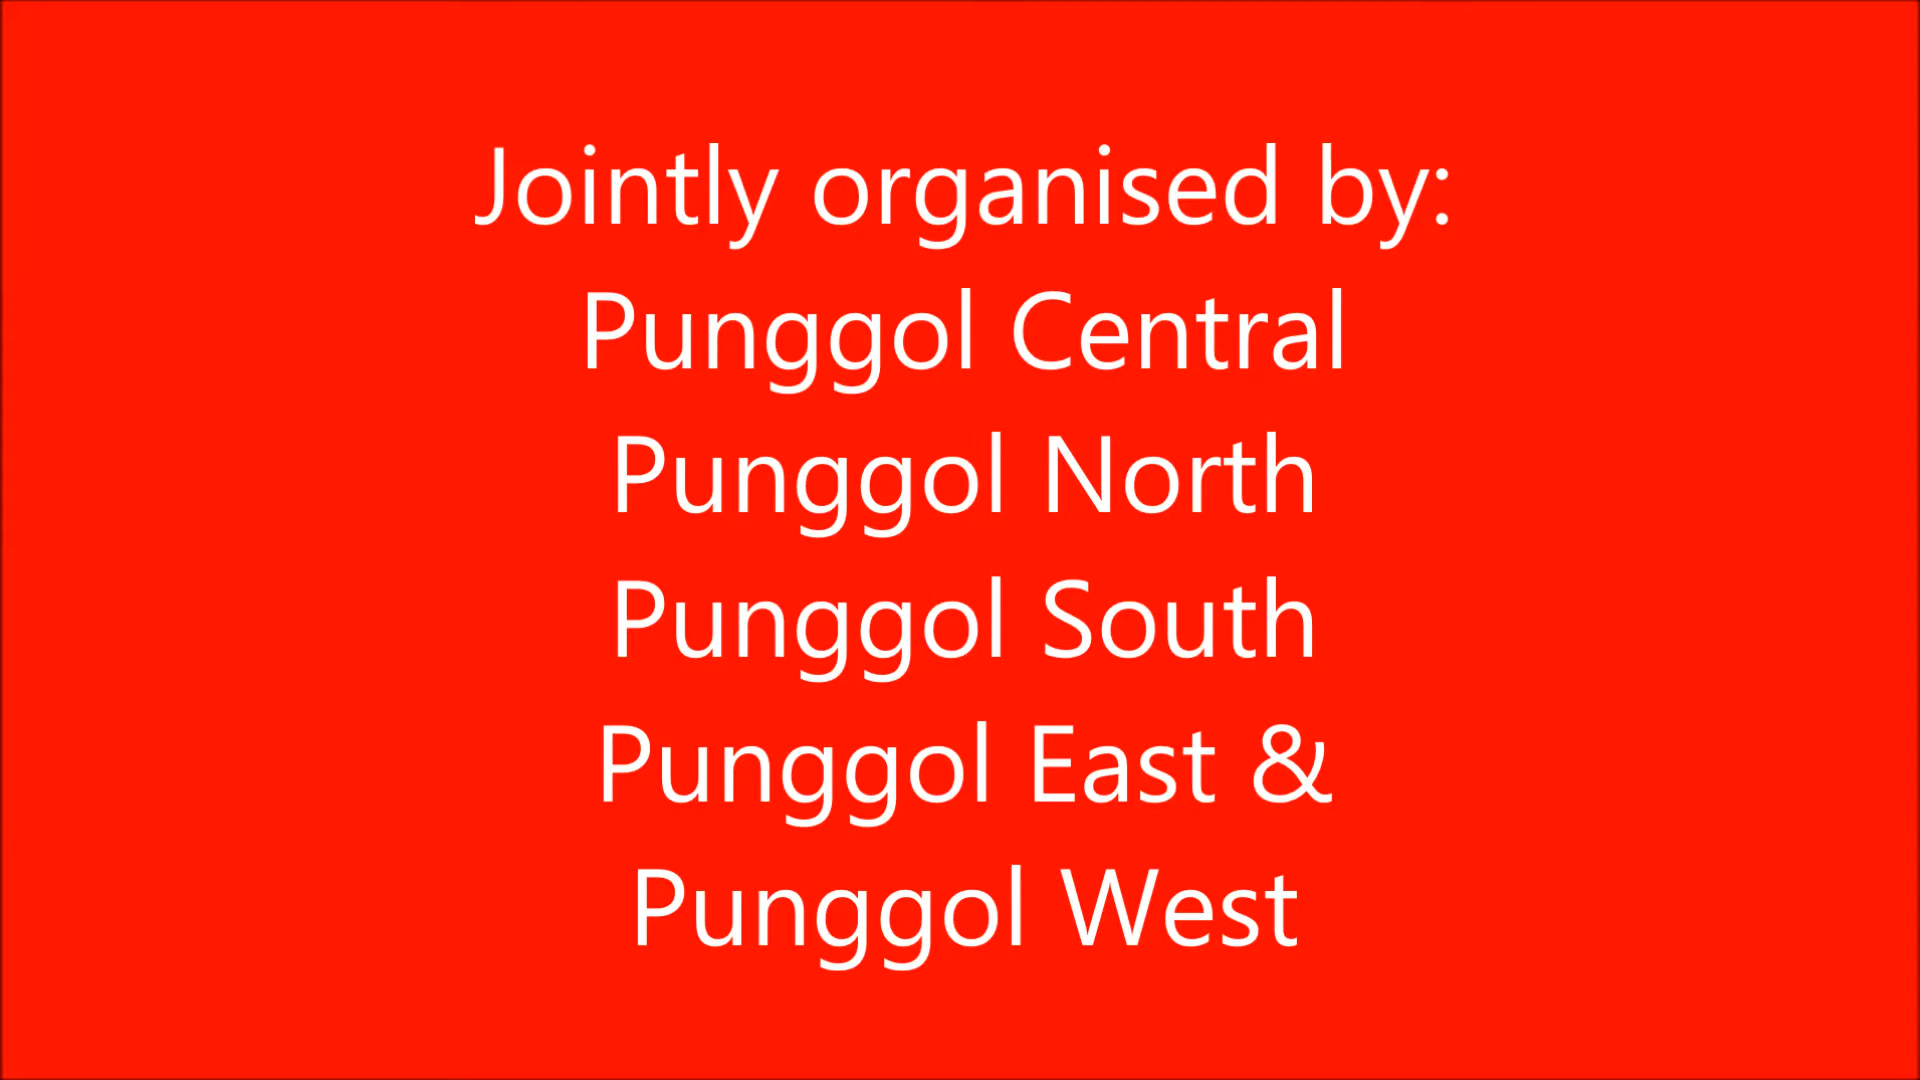 Jointly organised by:
Punggol Central
Punggol North
Punggol South
Punggol East &
Punggol West